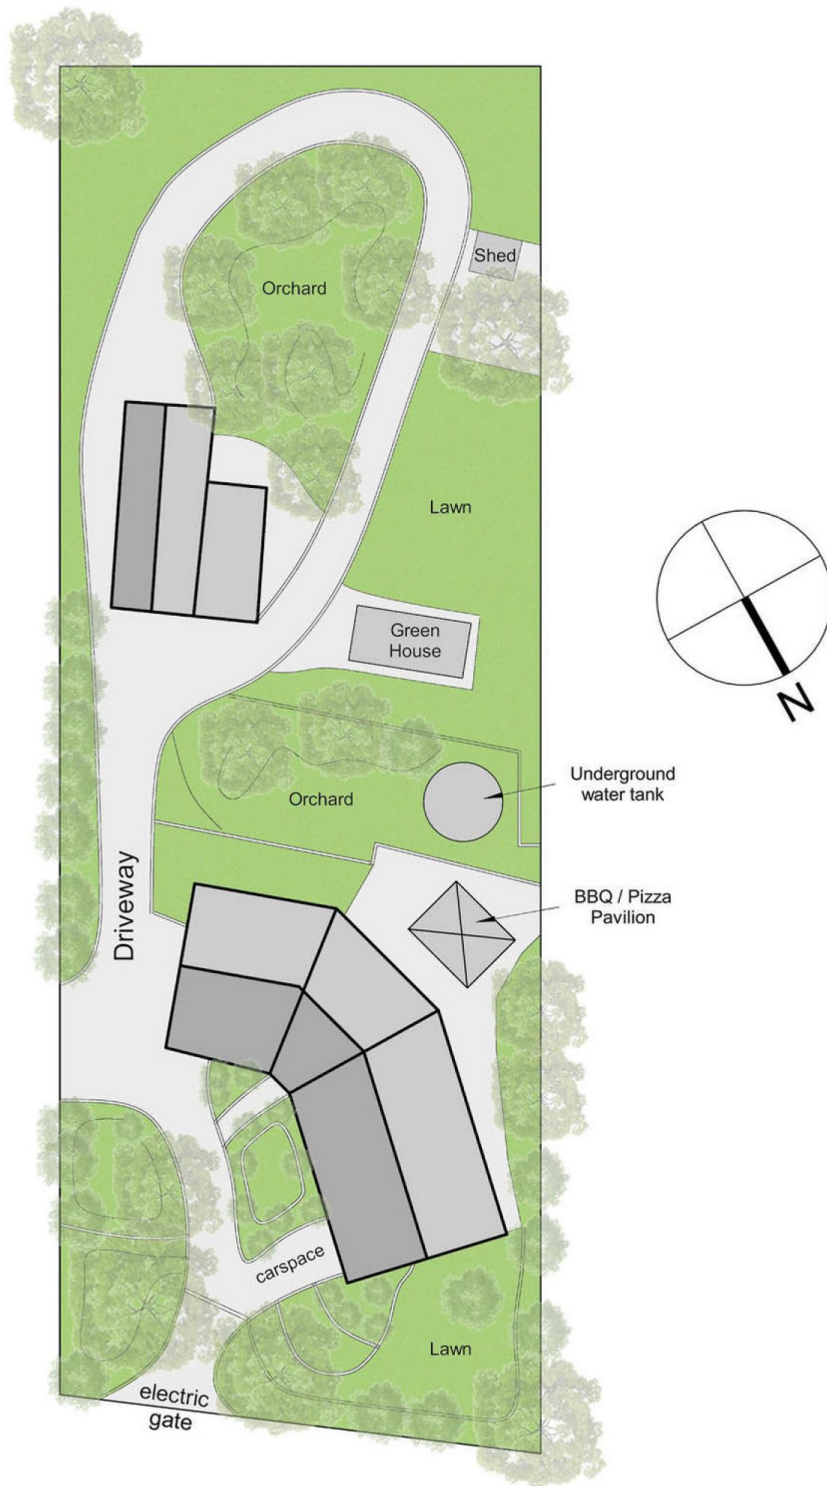 Shed
Orchard
Lawn
Green
House
N
Underground
water tank
Orchard
Driveway
BBQ / Pizza
Pavilion
carspace
Lawn
electric
gate